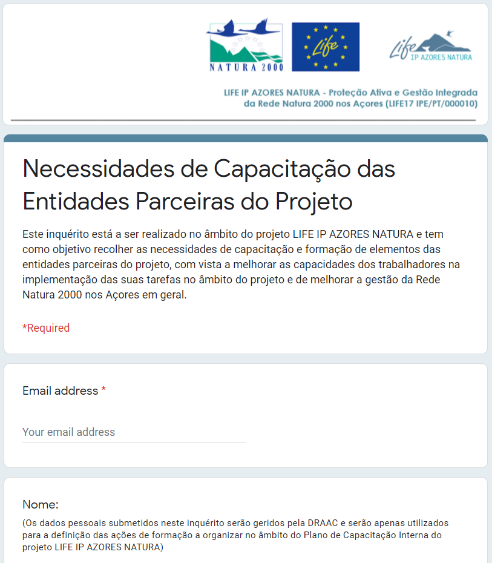 NATURA 2000
Life
Life
IP AZORES NATURA
LIFE IP AZORES NATURA - Proteção Ativa e Gestão Integrada
da Rede Natura 2000 nos Açores (LIFE17 IPE/PT/000010)
Necessidades de Capacitação das
Entidades Parceiras do Projeto
Este inquérito está a ser realizado no âmbito do projeto LIFE IP AZORES NATURA e tem
como objetivo recolher as necessidades de capacitação e formação de elementos das
entidades parceiras do projeto, com vista a melhorar as capacidades dos trabalhadores na
implementação das suas tarefas no âmbito do projeto e de melhorar a gestão da Rede
Natura 2000 nos Açores em geral.
*Required
Email address *
Your email address
Nome:
(Os dados pessoais submetidos neste inquérito serão geridos pela DRAAC e serão apenas utilizados
para a definição das ações de formação a organizar no âmbito do Plano de Capacitação Interna do
projeto LIFE IP AZORES NATURA)